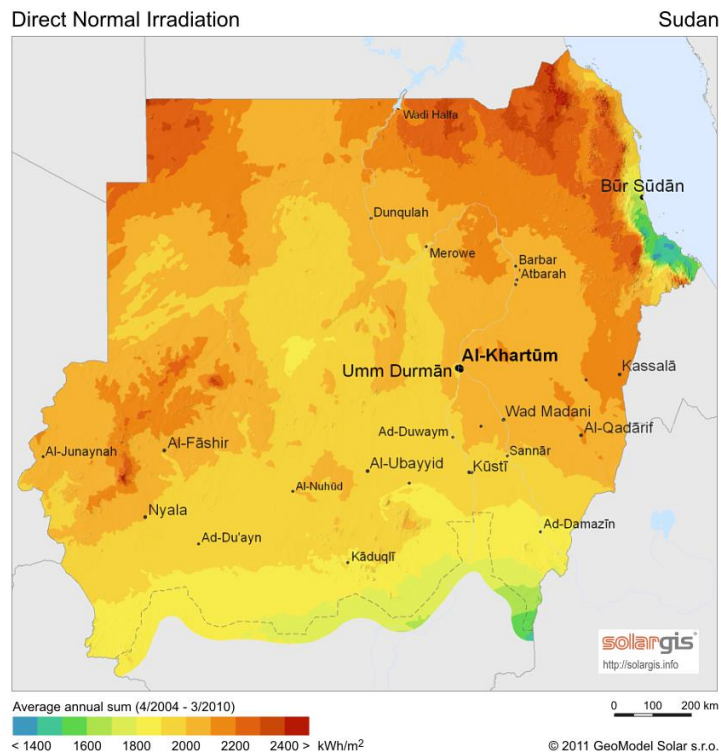 Direct Normal Irradiation
Sudan
Wadi Halfa
Būr Sūdān
Dunqulah
Merowe
Barbar
'Atbarah
Al-Khartūm
Umm Durmān
Kassalā
Wad Madani
Al-Qadārif
Ad-Duwaym
Al-Fāshir
Al-Junaynah
Sannār
Al-Ubayyid
Kūstī
Al-Nuhūd
Nyala
Ad-Damazīn
Ad-Du'ayn
Kāduqlī
solargis®
http://solargis.info
Average annual sum (4/2004 - 3/2010)
0 100 200 km
< 1400 1600 1800 2000 2200 2400 > kWh/m²
© 2011 GeoModel Solar s.r.o.